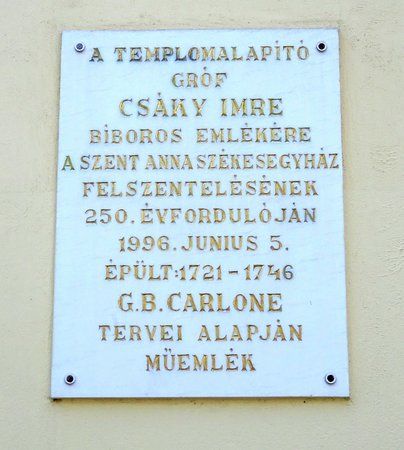 A TEMPLOMALAPÍTÓ
GRÓF
CSÁKY IMRE
BÍBOROS EMLÉKÉRE
A SZENT ANNA SZÉKESEGYHÁZ
FELSZENTELÉSÉNEK
250. ÉVFORDULÓJÁN
1996. JUNIUS 5.
ÉPÜLT: 1721-1746
G.B. CARLONE
TERVEI ALAPJÁN
MŰEMLÉK